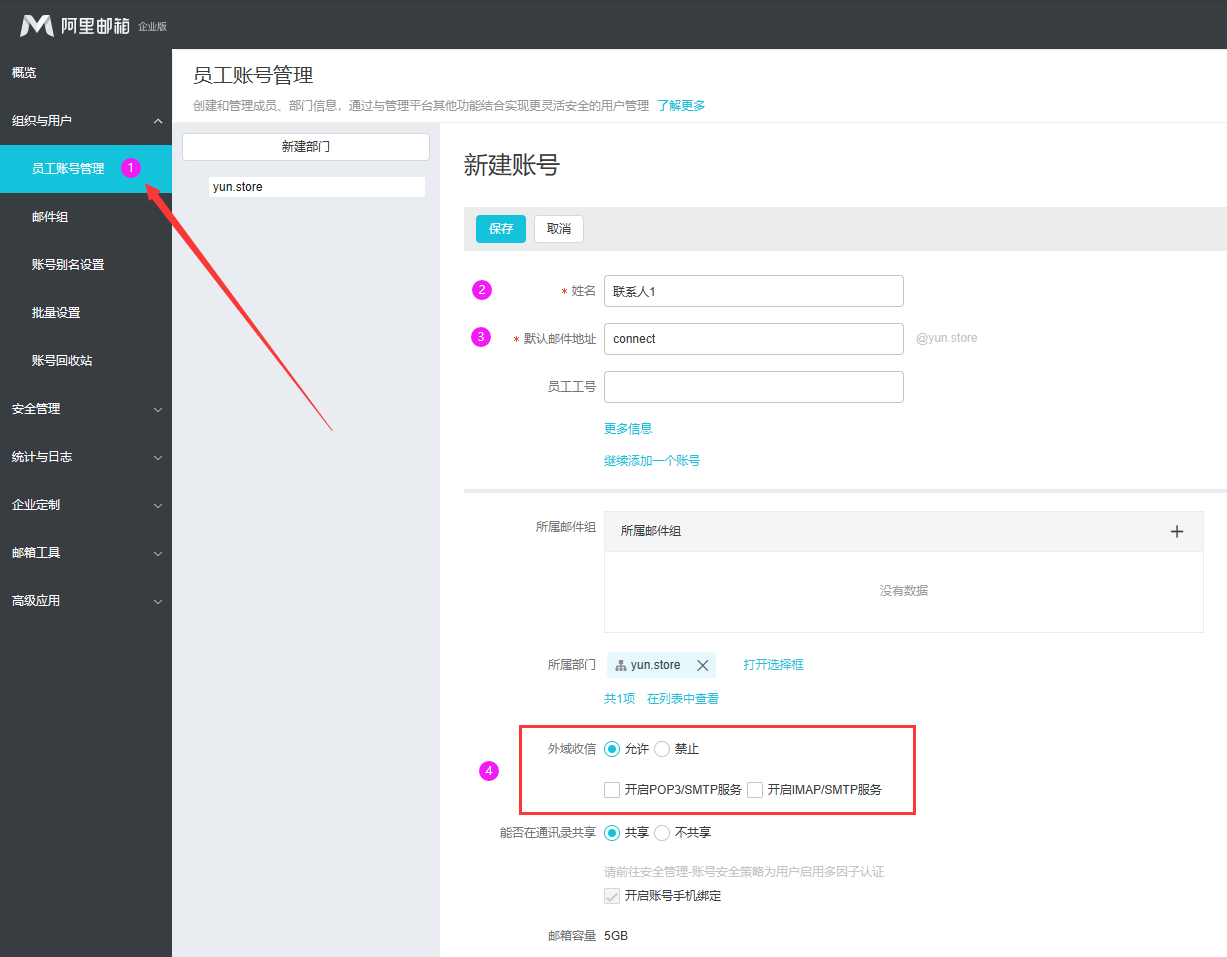 阿里邮箱 企业版
概览
组织与用户
员工账号管理 1
邮件组
账号别名设置
批量设置
账号回收站
安全管理
统计与日志
企业定制
邮箱工具
高级应用
员工账号管理
创建和管理成员、部门信息，通过与管理平台其他功能结合实现更灵活安全的用户管理 了解更多
新建部门
yun.store
新建账号
保存 取消
2 * 姓名 联系人1
3 * 默认邮件地址 connect @yun.store
员工工号
更多信息
继续添加一个账号
所属邮件组 所属邮件组 +
没有数据
所属部门 yun.store 打开选择框
共1项 在列表中查看
外域收信 允许 禁止
4
开启POP3/SMTP服务 开启IMAP/SMTP服务
能否在通讯录共享 共享 不共享
请前往安全管理-账号安全策略为用户启用多因子认证
开启账号手机绑定
邮箱容量 5GB